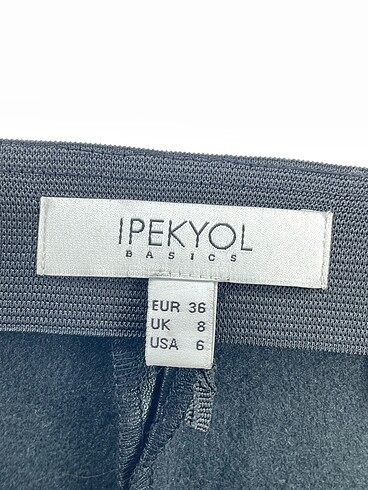 IPEKYOL
BASICS
EUR 36
UK 8
USA 6